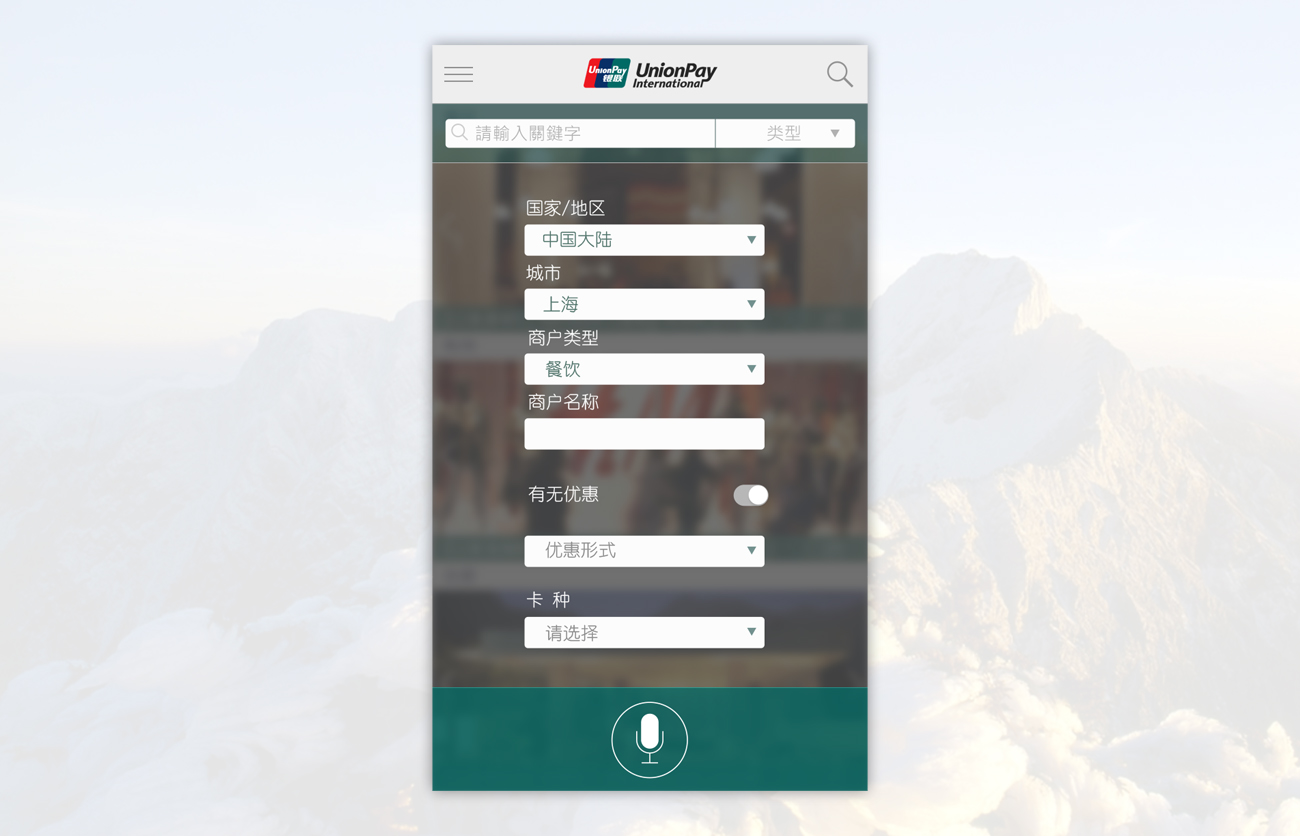 UnionPay
银联
UnionPay
International
請輸入關鍵字 类型
国家/地区
中国大陆
城市
上海
商户类型
餐饮
商户名称
有无优惠
优惠形式
卡 种
请选择